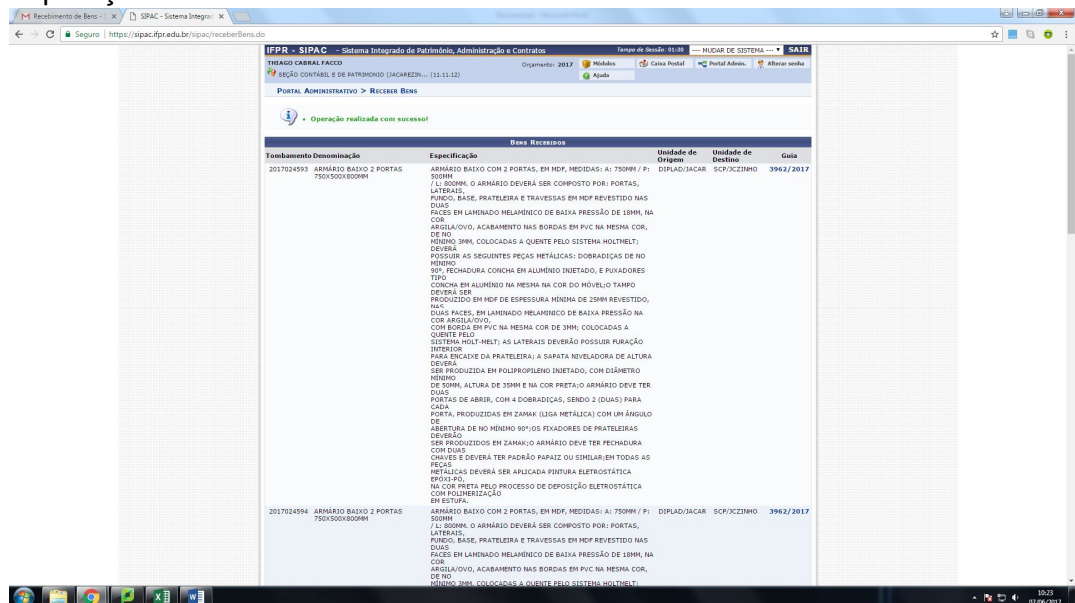 Recebimento de Bens -
SIPAC - Sistema Integrac
Seguro | https://sipac.ifpr.edu.br/sipac/receberBens.do
IFPR - SIPAC - Sistema Integrado de Patrimônio, Administração e Contratos
Tempo de Sessão: 01:30
--- MUDAR DE SISTEMA --- SAIR
THIAGO CABRAL FACCO
Orçamento: 2017
Módulos
Caixa Postal
Portal Admin.
Alterar senha
SEÇÃO CONTÁBIL E DE PATRIMONIO (JACAREZIN... (11.11.12)
Ajuda
PORTAL ADMINISTRATIVO > RECEBER BENS
• Operação realizada com sucesso!
BENS RECEBIDOS
Tombamento Denominação Especificação Unidade de Origem Unidade de Destino Guia
2017024593 ARMÁRIO BAIXO 2 PORTAS 750X500X800MM
ARMÁRIO BAIXO COM 2 PORTAS, EM MDF, MEDIDAS: A: 750MM / P:
500MM
/ L: 800MM. O ARMÁRIO DEVERÁ SER COMPOSTO POR: PORTAS,
LATERAIS,
FUNDO, BASE, PRATELEIRA E TRAVESSAS EM MDF REVESTIDO NAS
DUAS
FACES EM LAMINADO MELAMÍNICO DE BAIXA PRESSÃO DE 18MM, NA
COR
ARGILA/OVO, ACABAMENTO NAS BORDAS EM PVC NA MESMA COR,
DE NO
MÍNIMO 3MM, COLOCADAS A QUENTE PELO SISTEMA HOLTMELT;
DEVERÁ
POSSUIR AS SEGUINTES PEÇAS METÁLICAS: DOBRADIÇAS DE NO
MÍNIMO
90º, FECHADURA CONCHA EM ALUMÍNIO INJETADO, E PUXADORES
TIPO
CONCHA EM ALUMÍNIO NA MESMA NA COR DO MÓVEL;O TAMPO
DEVERÁ SER
PRODUZIDO EM MDF DE ESPESSURA MÍNIMA DE 25MM REVESTIDO,
NAS
DUAS FACES, EM LAMINADO MELAMINICO DE BAIXA PRESSÃO NA
COR ARGILA/OVO,
COM BORDA EM PVC NA MESMA COR DE 3MM; COLOCADAS A
QUENTE PELO
SISTEMA HOLT-MELT; AS LATERAIS DEVERÃO POSSUIR FURAÇÃO
INTERIOR
PARA ENCAIXE DA PRATELEIRA; A SAPATA NIVELADORA DE ALTURA
DEVERÁ
SER PRODUZIDA EM POLIPROPILENO INJETADO, COM DIÂMETRO
MÍNIMO
DE 50MM, ALTURA DE 35MM E NA COR PRETA;O ARMÁRIO DEVE TER
DUAS
PORTAS DE ABRIR, COM 4 DOBRADIÇAS, SENDO 2 (DUAS) PARA
CADA
PORTA, PRODUZIDAS EM ZAMAK (LIGA METÁLICA) COM UM ÂNGULO
DE
ABERTURA DE NO MÍNIMO 90º;OS FIXADORES DE PRATELEIRAS
DEVERÃO
SER PRODUZIDOS EM ZAMAK;O ARMÁRIO DEVE TER FECHADURA
COM DUAS
CHAVES E DEVERÁ TER PADRÃO PAPAIZ OU SIMILAR;EM TODAS AS
PEÇAS
METÁLICAS DEVERÁ SER APLICADA PINTURA ELETROSTÁTICA
EPÓXI-PÓ,
NA COR PRETA PELO PROCESSO DE DEPOSIÇÃO ELETROSTÁTICA
COM POLIMERIZAÇÃO
EM ESTUFA.
DIPLAD/JACAR SCP/JCZINHO 3962/2017
2017024594 ARMÁRIO BAIXO 2 PORTAS 750X500X800MM
ARMÁRIO BAIXO COM 2 PORTAS, EM MDF, MEDIDAS: A: 750MM / P:
500MM
/ L: 800MM. O ARMÁRIO DEVERÁ SER COMPOSTO POR: PORTAS,
LATERAIS,
FUNDO, BASE, PRATELEIRA E TRAVESSAS EM MDF REVESTIDO NAS
DUAS
FACES EM LAMINADO MELAMÍNICO DE BAIXA PRESSÃO DE 18MM, NA
COR
ARGILA/OVO, ACABAMENTO NAS BORDAS EM PVC NA MESMA COR,
DE NO
MÍNIMO 3MM, COLOCADAS A QUENTE PELO SISTEMA HOLTMELT;
DIPLAD/JACAR SCP/JCZINHO 3962/2017
10:23
07/06/2017